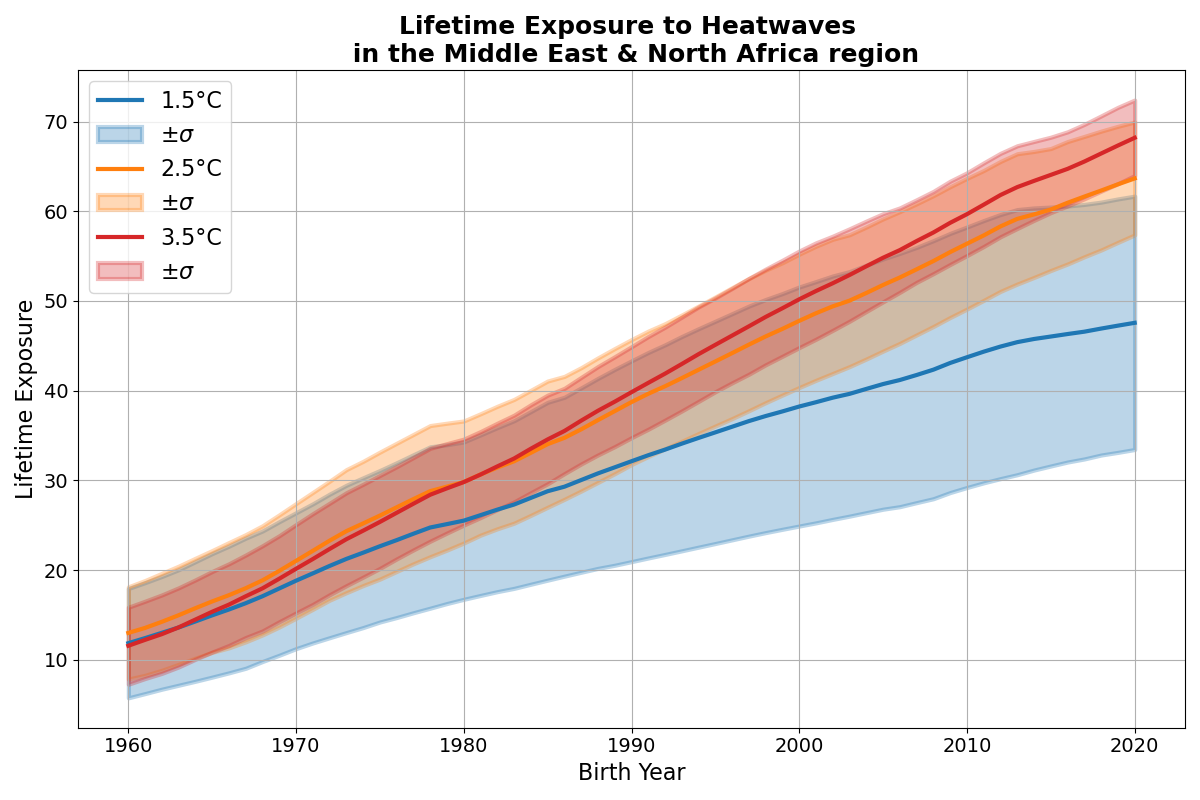 Lifetime Exposure to Heatwaves
in the Middle East & North Africa region
1.5°C
±σ
2.5°C
±σ
3.5°C
±σ
Lifetime Exposure
70
60
50
40
30
20
10
1960 1970 1980 1990 2000 2010 2020
Birth Year